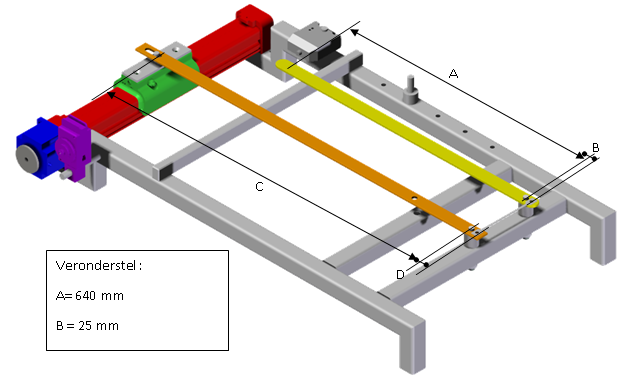 A
B
C
D
Veronderstel :
A= 640 mm
B = 25 mm